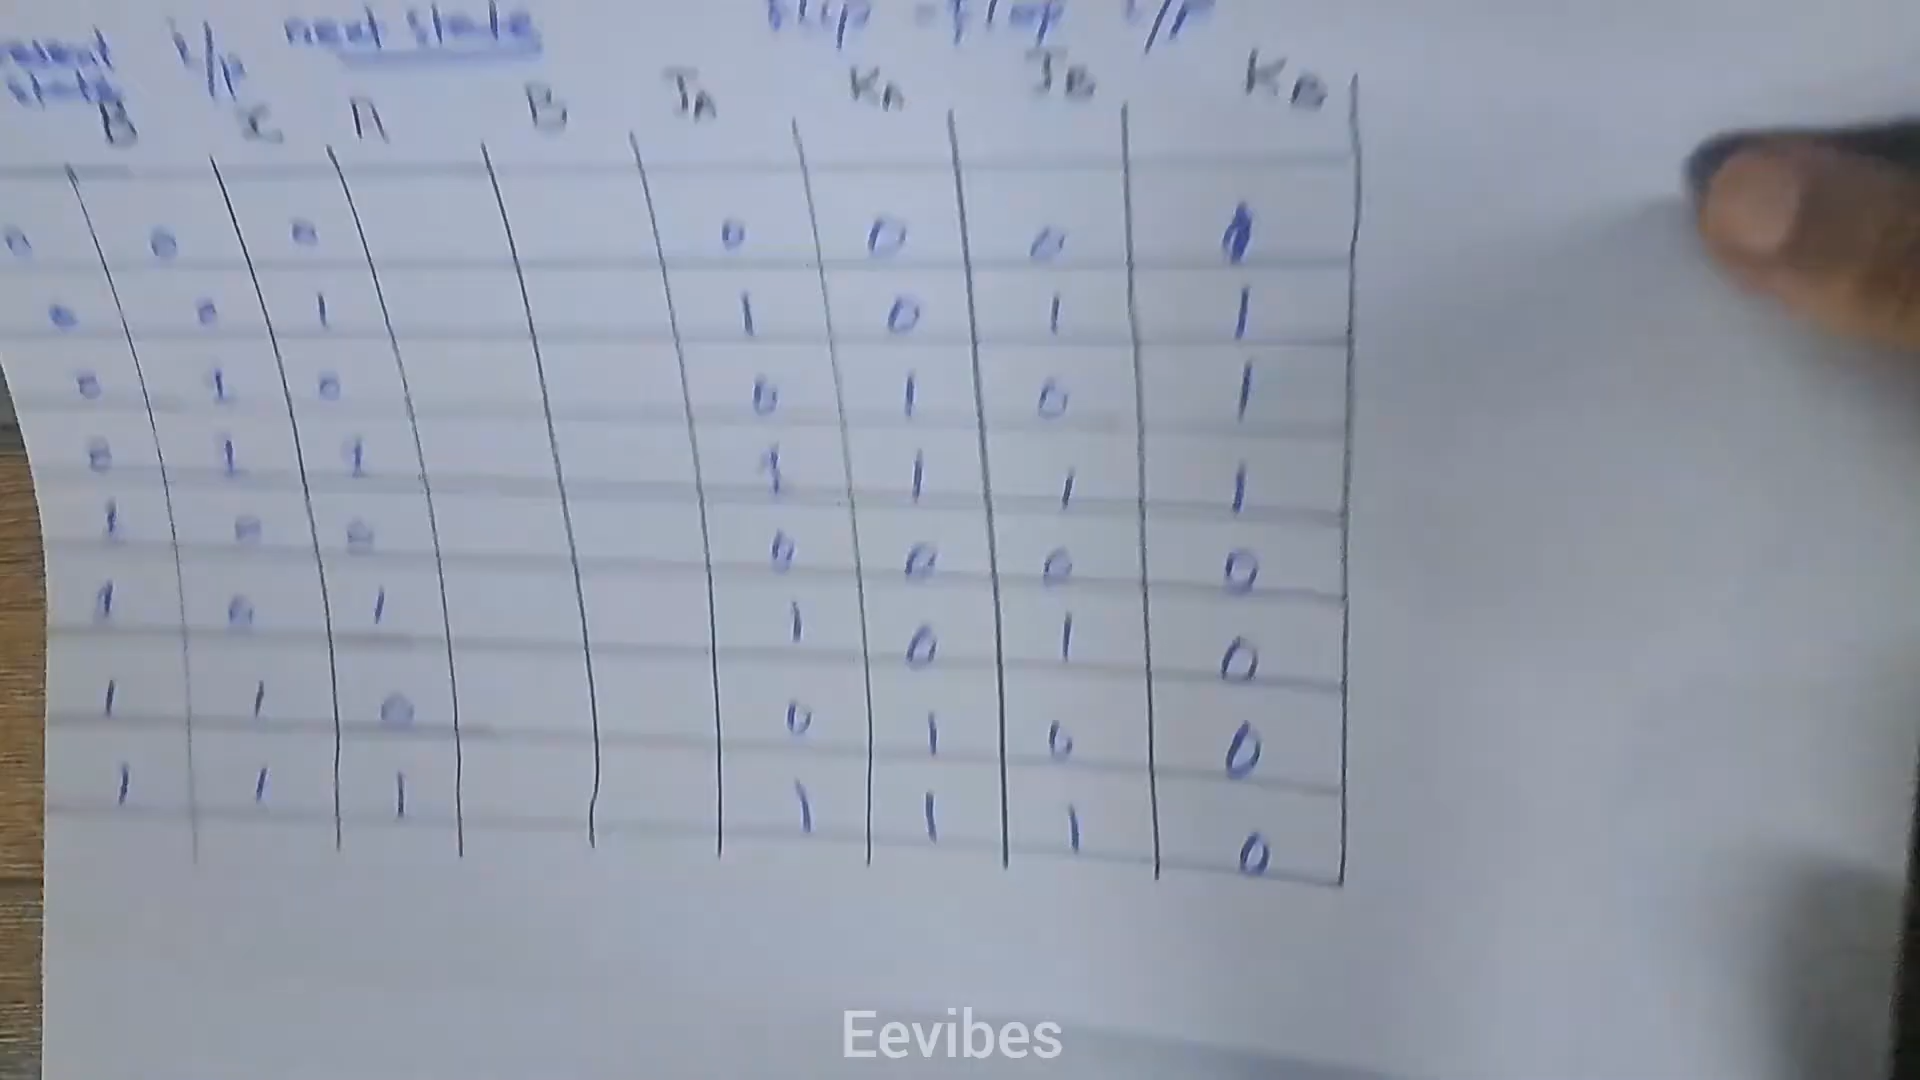 i/p next state flip-flop i/p
state
B x A B JA KA JB KB
0 0 0 0 0 0 1
0 0 1 1 0 1 1
0 1 0 0 1 0 1
0 1 1 1 1 1 1
1 0 0 0 0 0 0
1 0 1 1 0 1 0
1 1 0 0 1 0 0
1 1 1 1 1 1 0
Eevibes